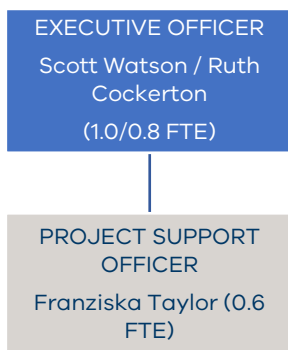 EXECUTIVE OFFICER
Scott Watson / Ruth
Cockerton
(1.0/0.8 FTE)
PROJECT SUPPORT
OFFICER
Franziska Taylor (0.6
FTE)